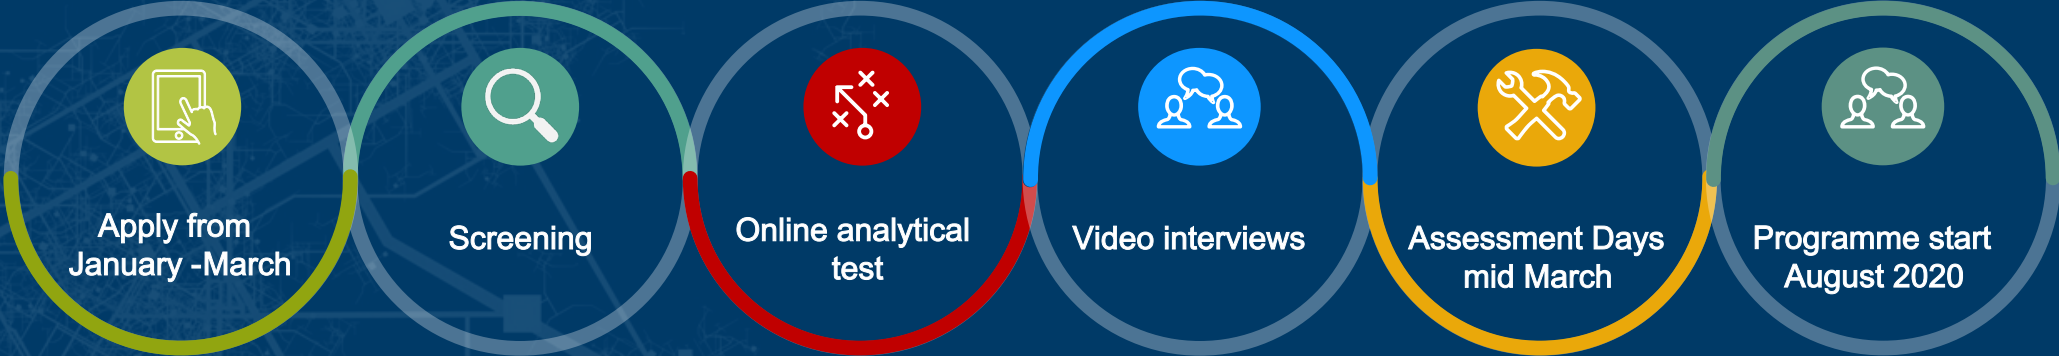 Apply from
January -March
Screening
Online analytical
test
Video interviews
Assessment Days
mid March
Programme start
August 2020